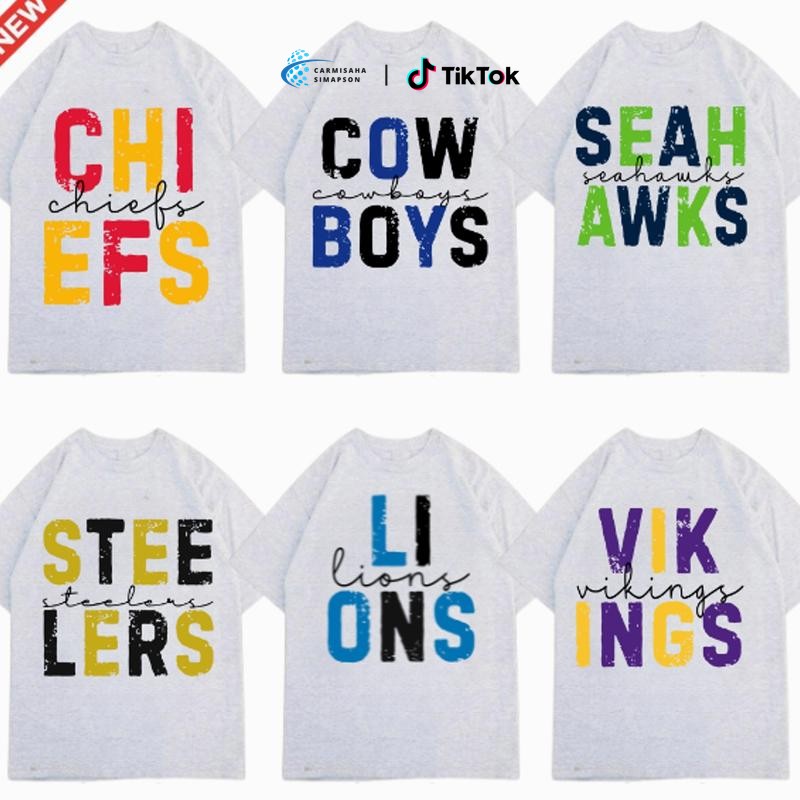 NEW
CARMISAHA
SIMAPSON
|
TikTok
CHI
chiefs
EFS
COW
cowboys
BOYS
SEAH
seahawks
AWKS
STEE
steelers
LERS
LI
lions
ONS
VIK
vikings
INGS